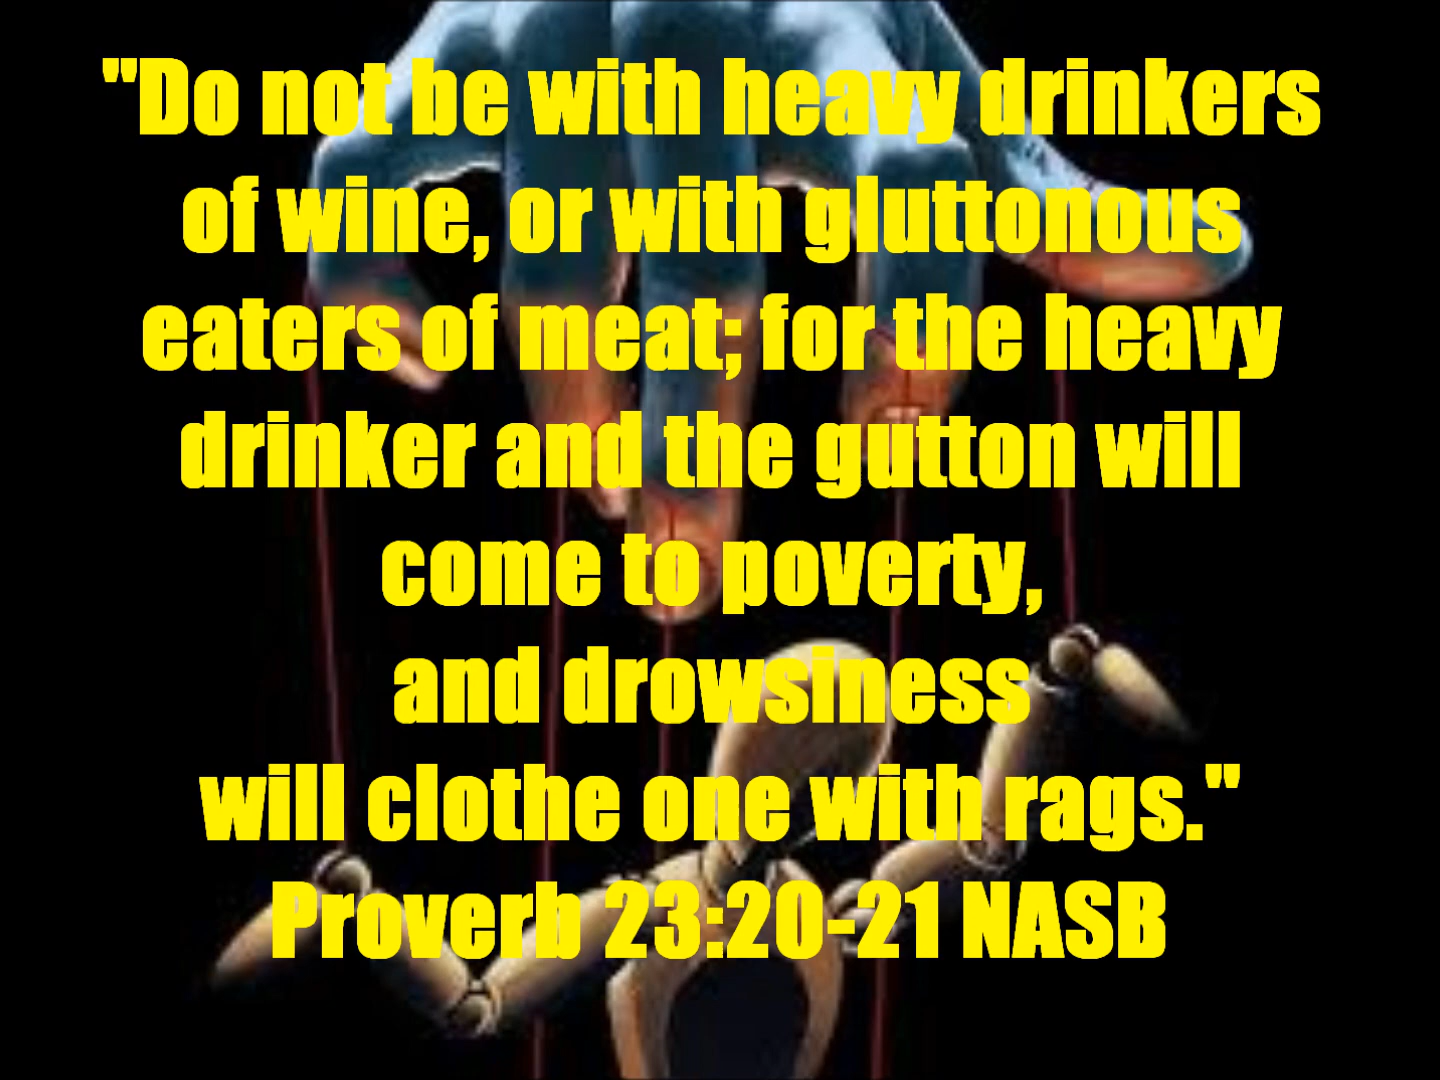 "Do not be with heavy drinkers
of wine, or with gluttonous
eaters of meat; for the heavy
drinker and the gutton will
come to poverty,
and drowsiness
will clothe one with rags."
Proverb 23:20-21 NASB